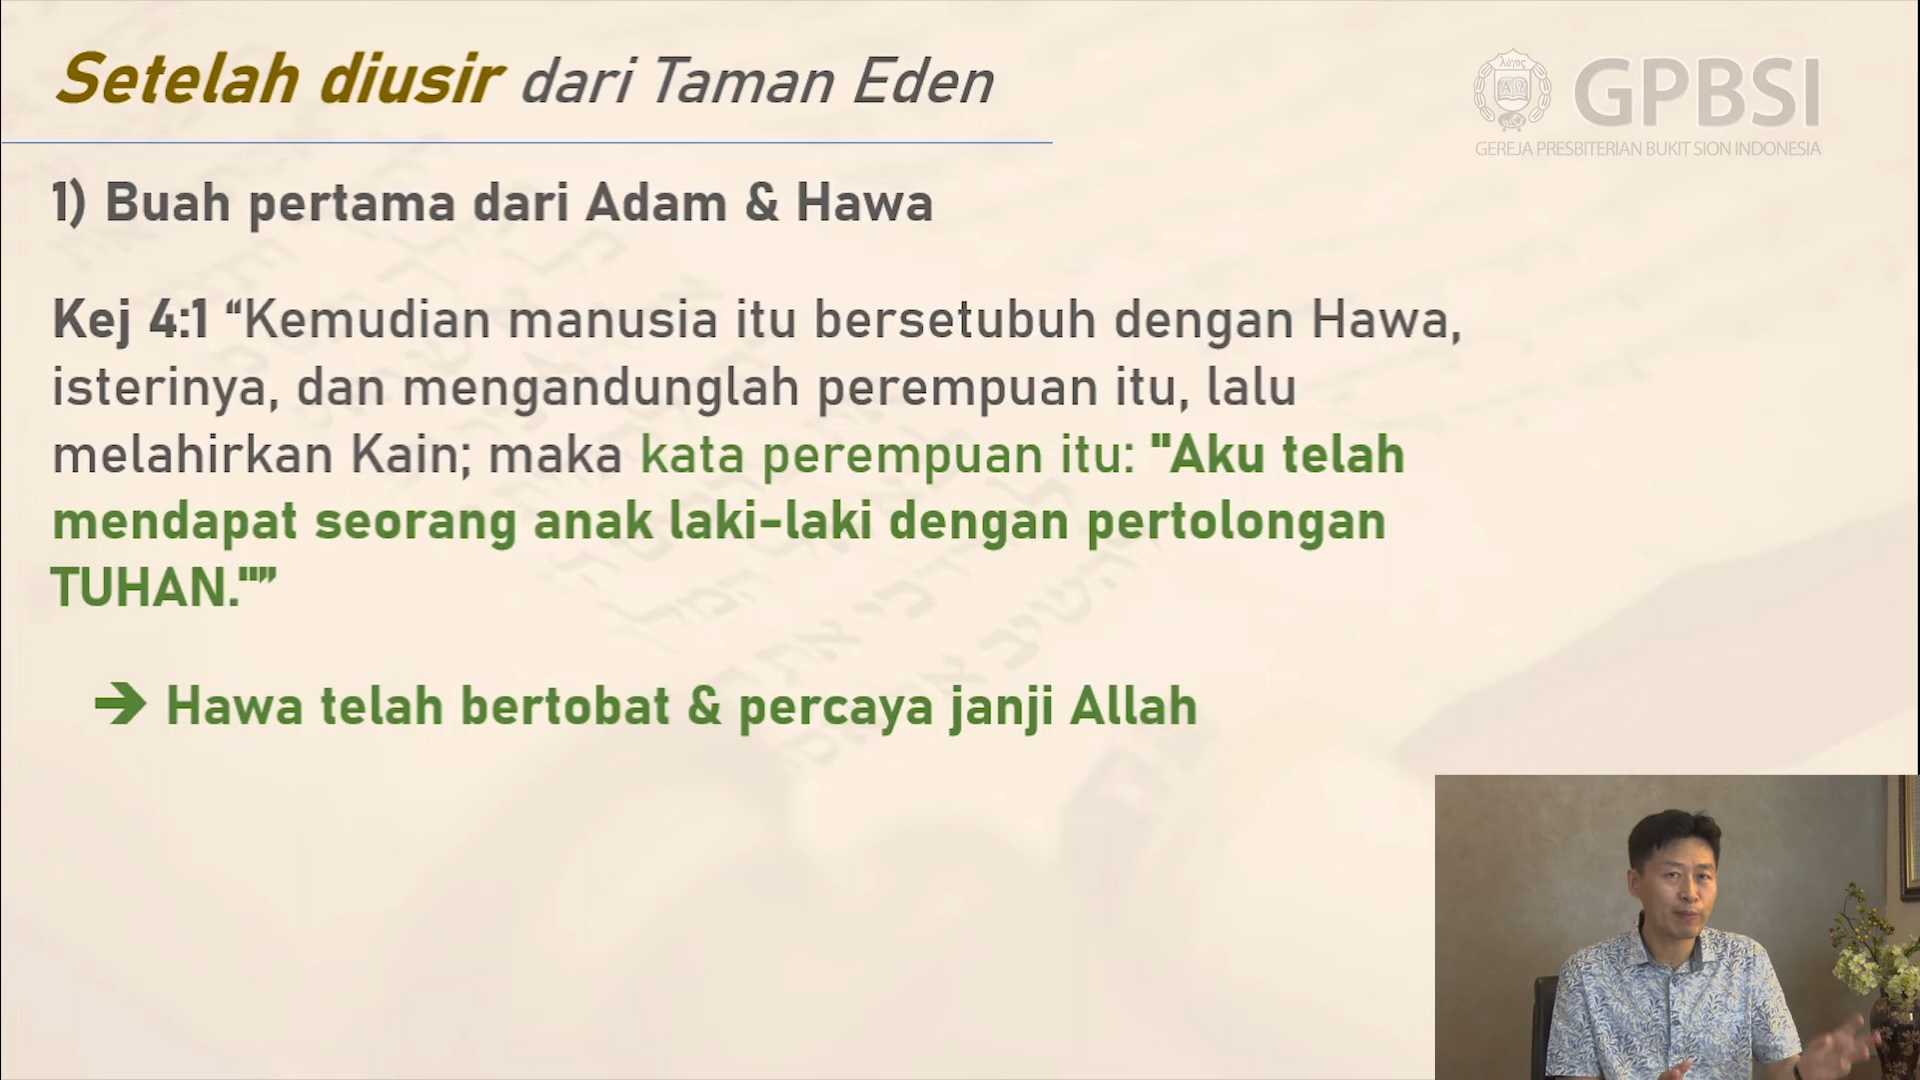 Setelah diusir dari Taman Eden
λόγος
ΑΩ
GPBSI
GEREJA PRESBITERIAN BUKIT SION INDONESIA
1) Buah pertama dari Adam & Hawa
Kej 4:1 “Kemudian manusia itu bersetubuh dengan Hawa,
isterinya, dan mengandunglah perempuan itu, lalu
melahirkan Kain; maka kata perempuan itu: "Aku telah
mendapat seorang anak laki-laki dengan pertolongan
TUHAN."”
➔ Hawa telah bertobat & percaya janji Allah